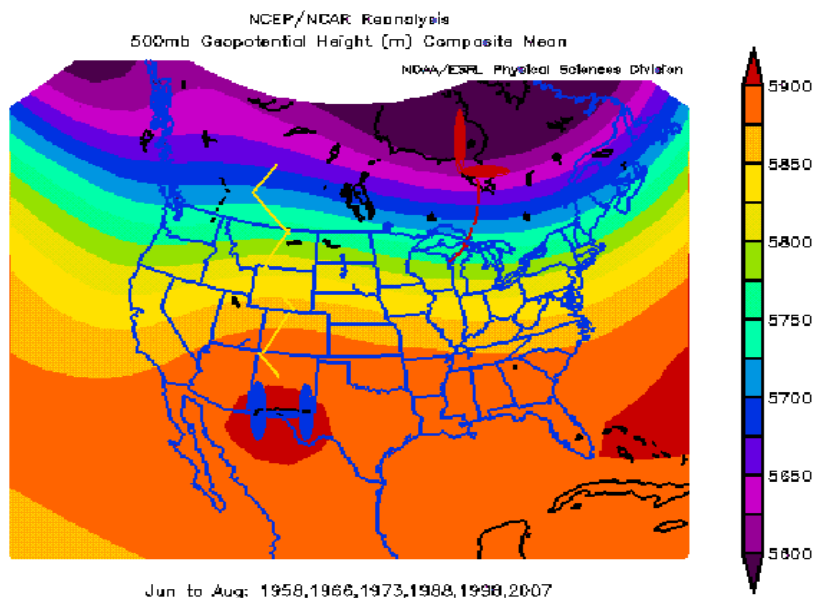 NCEP/NCAR Reanalysis
500mb Geopotential Height (m) Composite Mean
NOAA/ESRL Physical Sciences Division
5900
5850
5800
5750
5700
5650
5600
Jun to Aug: 1958,1966,1973,1988,1998,2007